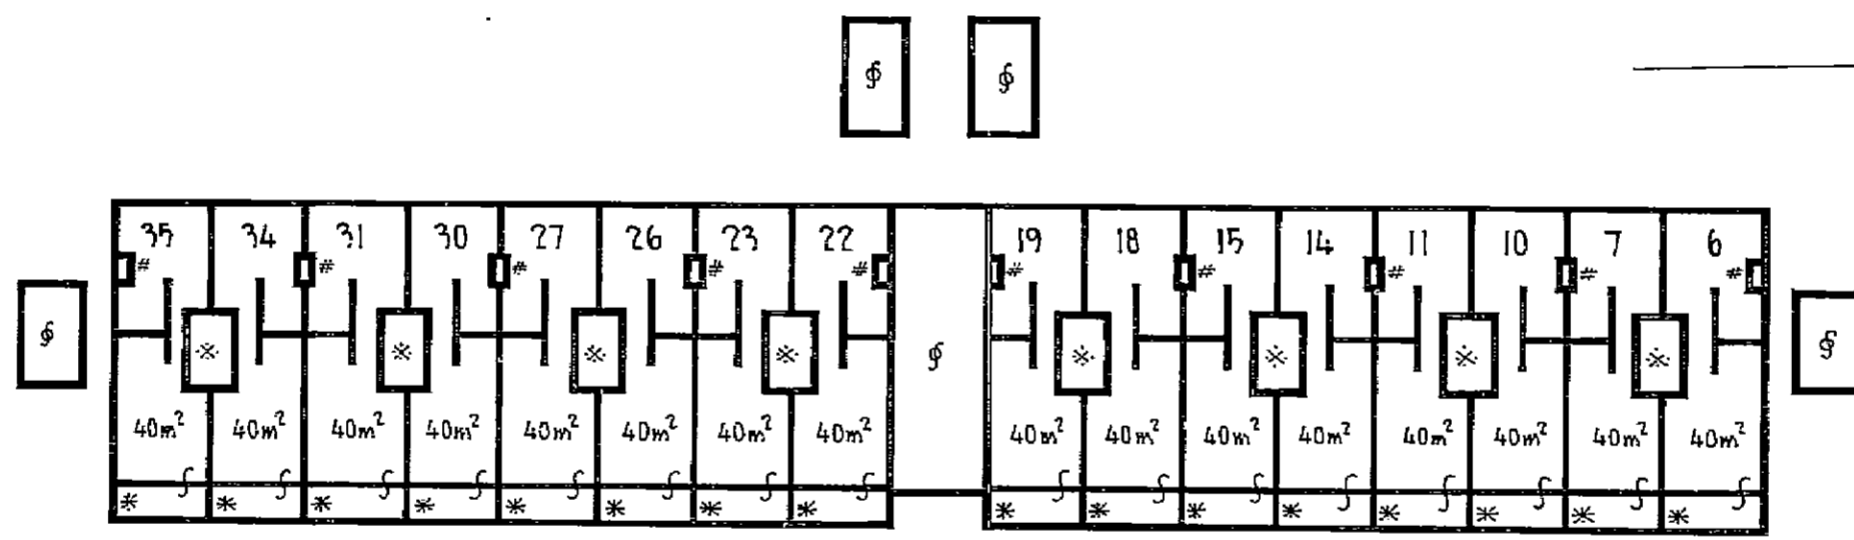 35 34 31 30 27 26 23 22 19 18 15 14 11 10 7 6
# # # # # # # # # #
※ ※ ※ ※ ※ ※ ※ ※
40m² 40m² 40m² 40m² 40m² 40m² 40m² 40m² 40m² 40m² 40m² 40m² 40m² 40m² 40m² 40m²
* * * * * * * * * * * * * * * *